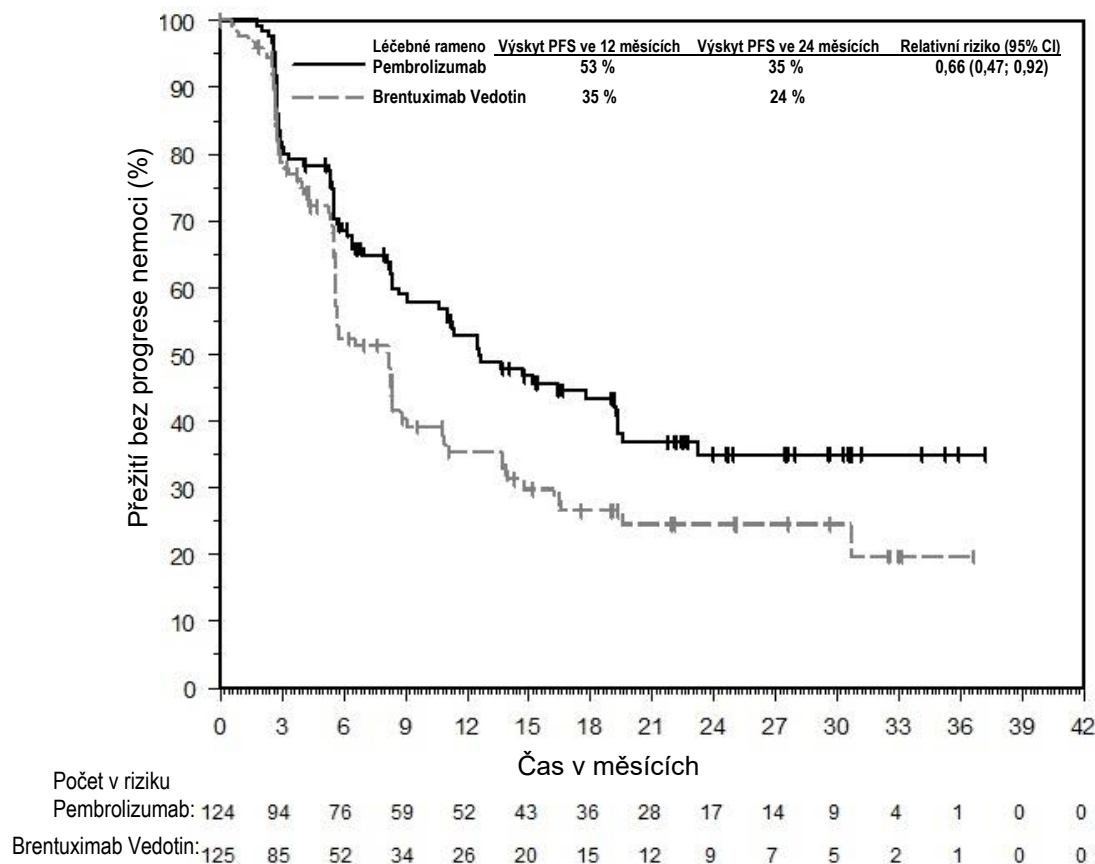 Léčebné rameno Výskyt PFS ve 12 měsících Výskyt PFS ve 24 měsících Relativní riziko (95% CI)
Pembrolizumab 53 % 35 % 0,66 (0,47; 0,92)
Brentuximab Vedotin 35 % 24 %
Přežití bez progrese nemoci (%)
100
90
80
70
60
50
40
30
20
10
0
0 3 6 9 12 15 18 21 24 27 30 33 36 39 42
Čas v měsících
Počet v riziku
Pembrolizumab: 124 94 76 59 52 43 36 28 17 14 9 4 1 0 0
Brentuximab Vedotin: 125 85 52 34 26 20 15 12 9 7 5 2 1 0 0